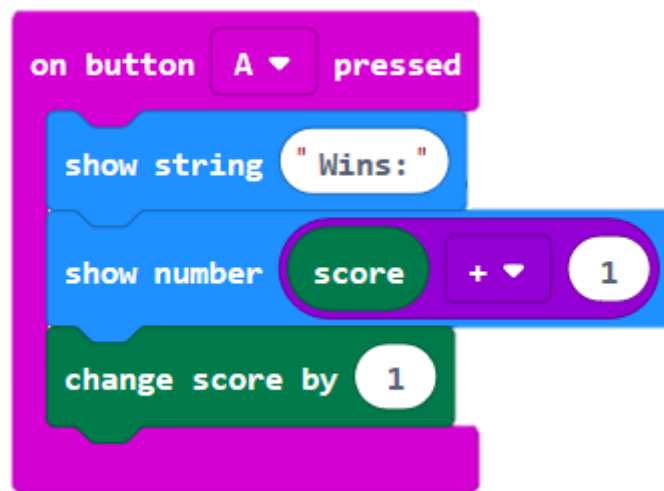 on button A pressed
show string "Wins:"
show number score + 1
change score by 1